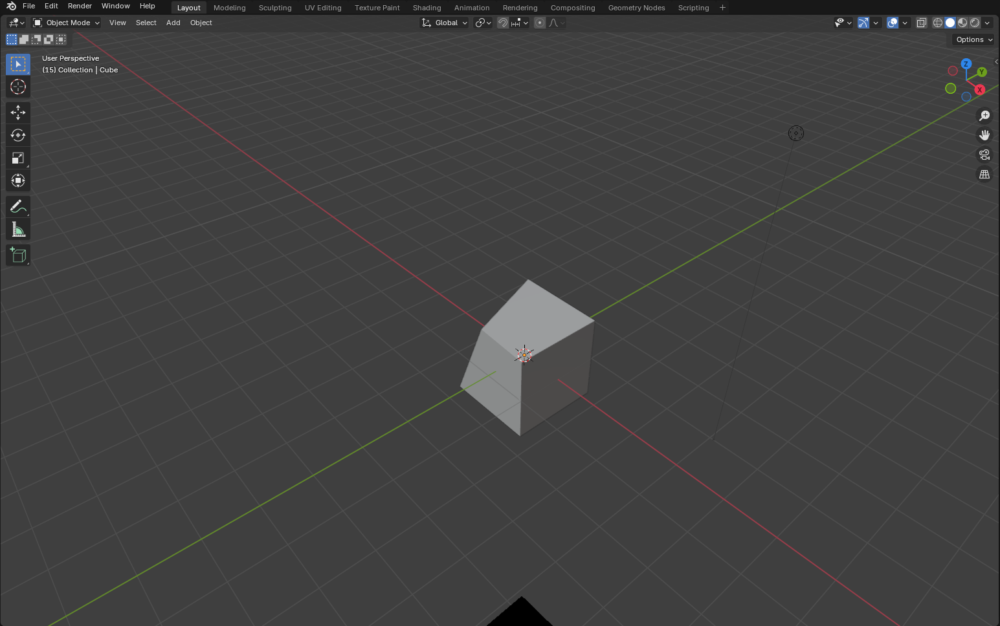 File Edit Render Window Help Layout Modeling Sculpting UV Editing Texture Paint Shading Animation Rendering Compositing Geometry Nodes Scripting +
Object Mode View Select Add Object Global
Options
User Perspective
(15) Collection | Cube
Z
Y
X